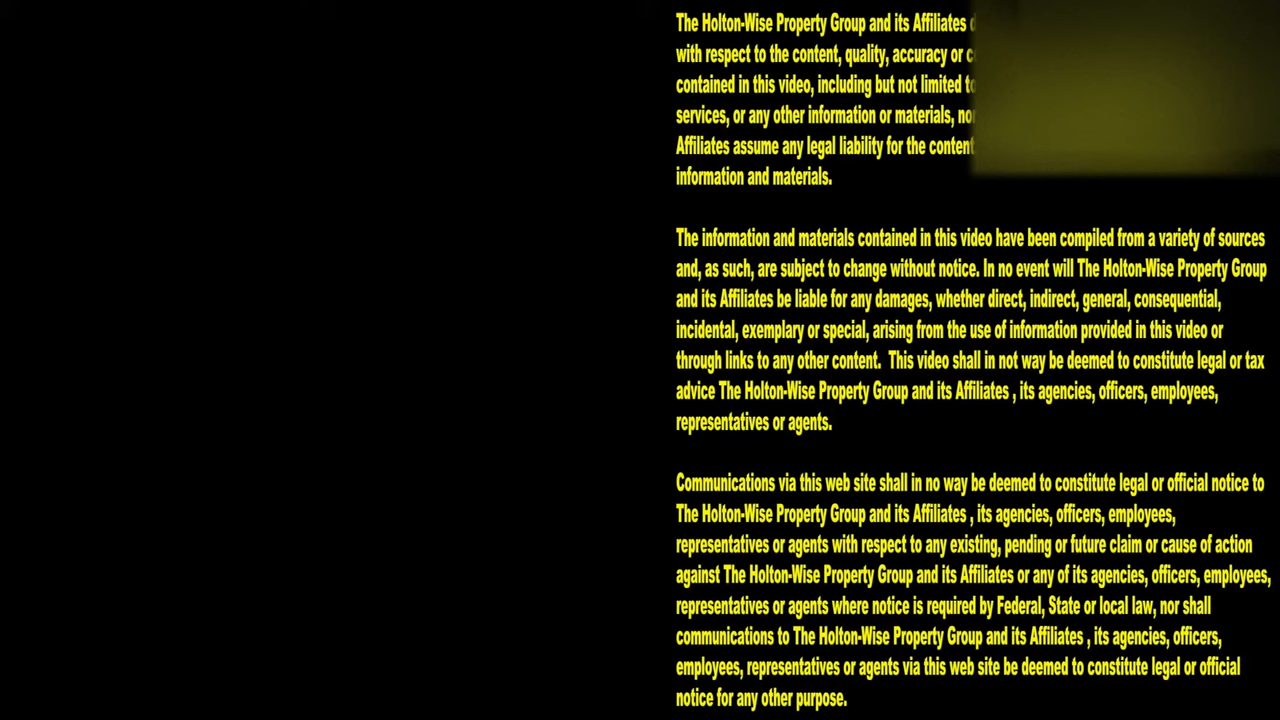 The Holton-Wise Property Group and its Affiliates
with respect to the content, quality, accuracy or
contained in this video, including but not limited to
services, or any other information or materials, nor
Affiliates assume any legal liability for the content
information and materials.
The information and materials contained in this video have been compiled from a variety of sources
and, as such, are subject to change without notice. In no event will The Holton-Wise Property Group
and its Affiliates be liable for any damages, whether direct, indirect, general, consequential,
incidental, exemplary or special, arising from the use of information provided in this video or
through links to any other content.  This video shall in not way be deemed to constitute legal or tax
advice The Holton-Wise Property Group and its Affiliates , its agencies, officers, employees,
representatives or agents.
Communications via this web site shall in no way be deemed to constitute legal or official notice to
The Holton-Wise Property Group and its Affiliates , its agencies, officers, employees,
representatives or agents with respect to any existing, pending or future claim or cause of action
against The Holton-Wise Property Group and its Affiliates or any of its agencies, officers, employees,
representatives or agents where notice is required by Federal, State or local law, nor shall
communications to The Holton-Wise Property Group and its Affiliates , its agencies, officers,
employees, representatives or agents via this web site be deemed to constitute legal or official
notice for any other purpose.